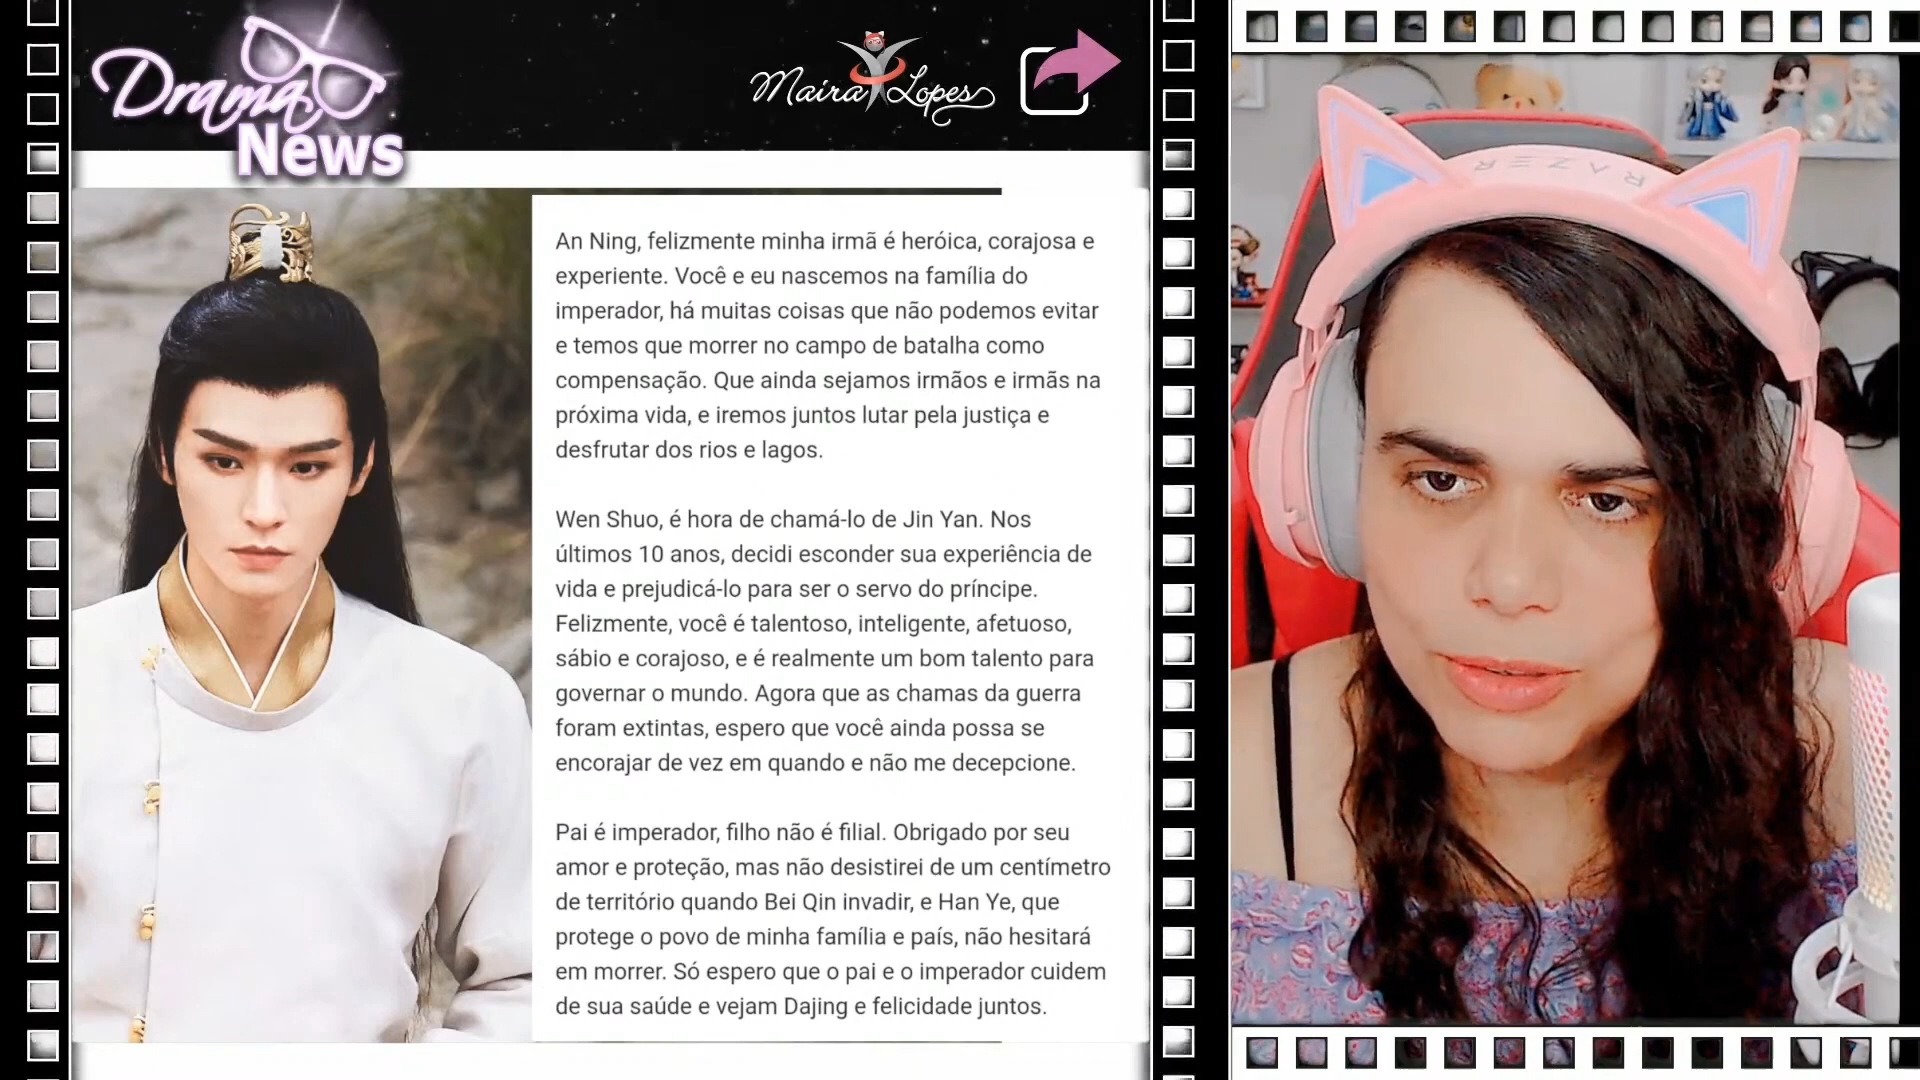 Drama
News
Maira Lopes
RAZER
An Ning, felizmente minha irmã é heróica, corajosa e
experiente. Você e eu nascemos na família do
imperador, há muitas coisas que não podemos evitar
e temos que morrer no campo de batalha como
compensação. Que ainda sejamos irmãos e irmãs na
próxima vida, e iremos juntos lutar pela justiça e
desfrutar dos rios e lagos.
Wen Shuo, é hora de chamá-lo de Jin Yan. Nos
últimos 10 anos, decidi esconder sua experiência de
vida e prejudicá-lo para ser o servo do príncipe.
Felizmente, você é talentoso, inteligente, afetuoso,
sábio e corajoso, e é realmente um bom talento para
governar o mundo. Agora que as chamas da guerra
foram extintas, espero que você ainda possa se
encorajar de vez em quando e não me decepcione.
Pai é imperador, filho não é filial. Obrigado por seu
amor e proteção, mas não desistirei de um centímetro
de território quando Bei Qin invadir, e Han Ye, que
protege o povo de minha família e país, não hesitará
em morrer. Só espero que o pai e o imperador cuidem
de sua saúde e vejam Dajing e felicidade juntos.